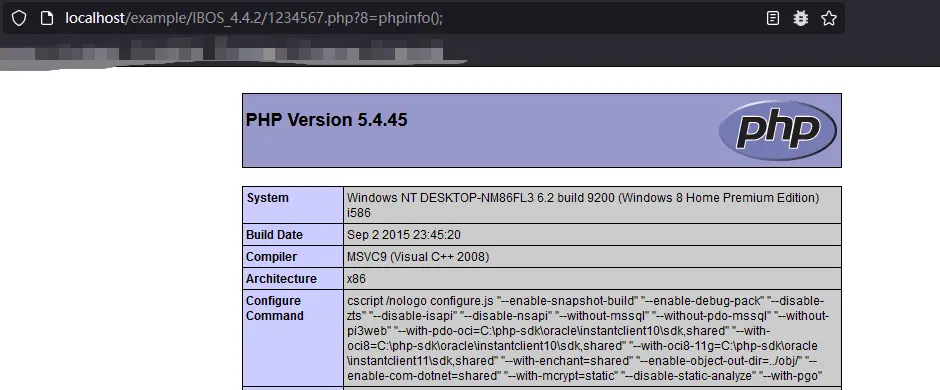 localhost/example/IBOS_4.4.2/1234567.php?8=phpinfo();
PHP Version 5.4.45
php
System
Windows NT DESKTOP-NM86FL3 6.2 build 9200 (Windows 8 Home Premium Edition)
i586
Build Date
Sep 2 2015 23:45:20
Compiler
MSVC9 (Visual C++ 2008)
Architecture
x86
Configure
Command
cscript /nologo configure.js "--enable-snapshot-build" "--enable-debug-pack" "--disable-
zts" "--disable-isapi" "--disable-nsapi" "--without-mssql" "--without-pdo-mssql" "--without-
pi3web" "--with-pdo-oci=C:\php-sdk\oracle\instantclient10\sdk,shared" "--with-
oci8=C:\php-sdk\oracle\instantclient10\sdk,shared" "--with-oci8-11g=C:\php-sdk\oracle
\instantclient11\sdk,shared" "--with-enchant=shared" "--enable-object-out-dir=../obj/" "--
enable-com-dotnet=shared" "--with-mcrypt=static" "--disable-static-analyze" "--with-pgo"